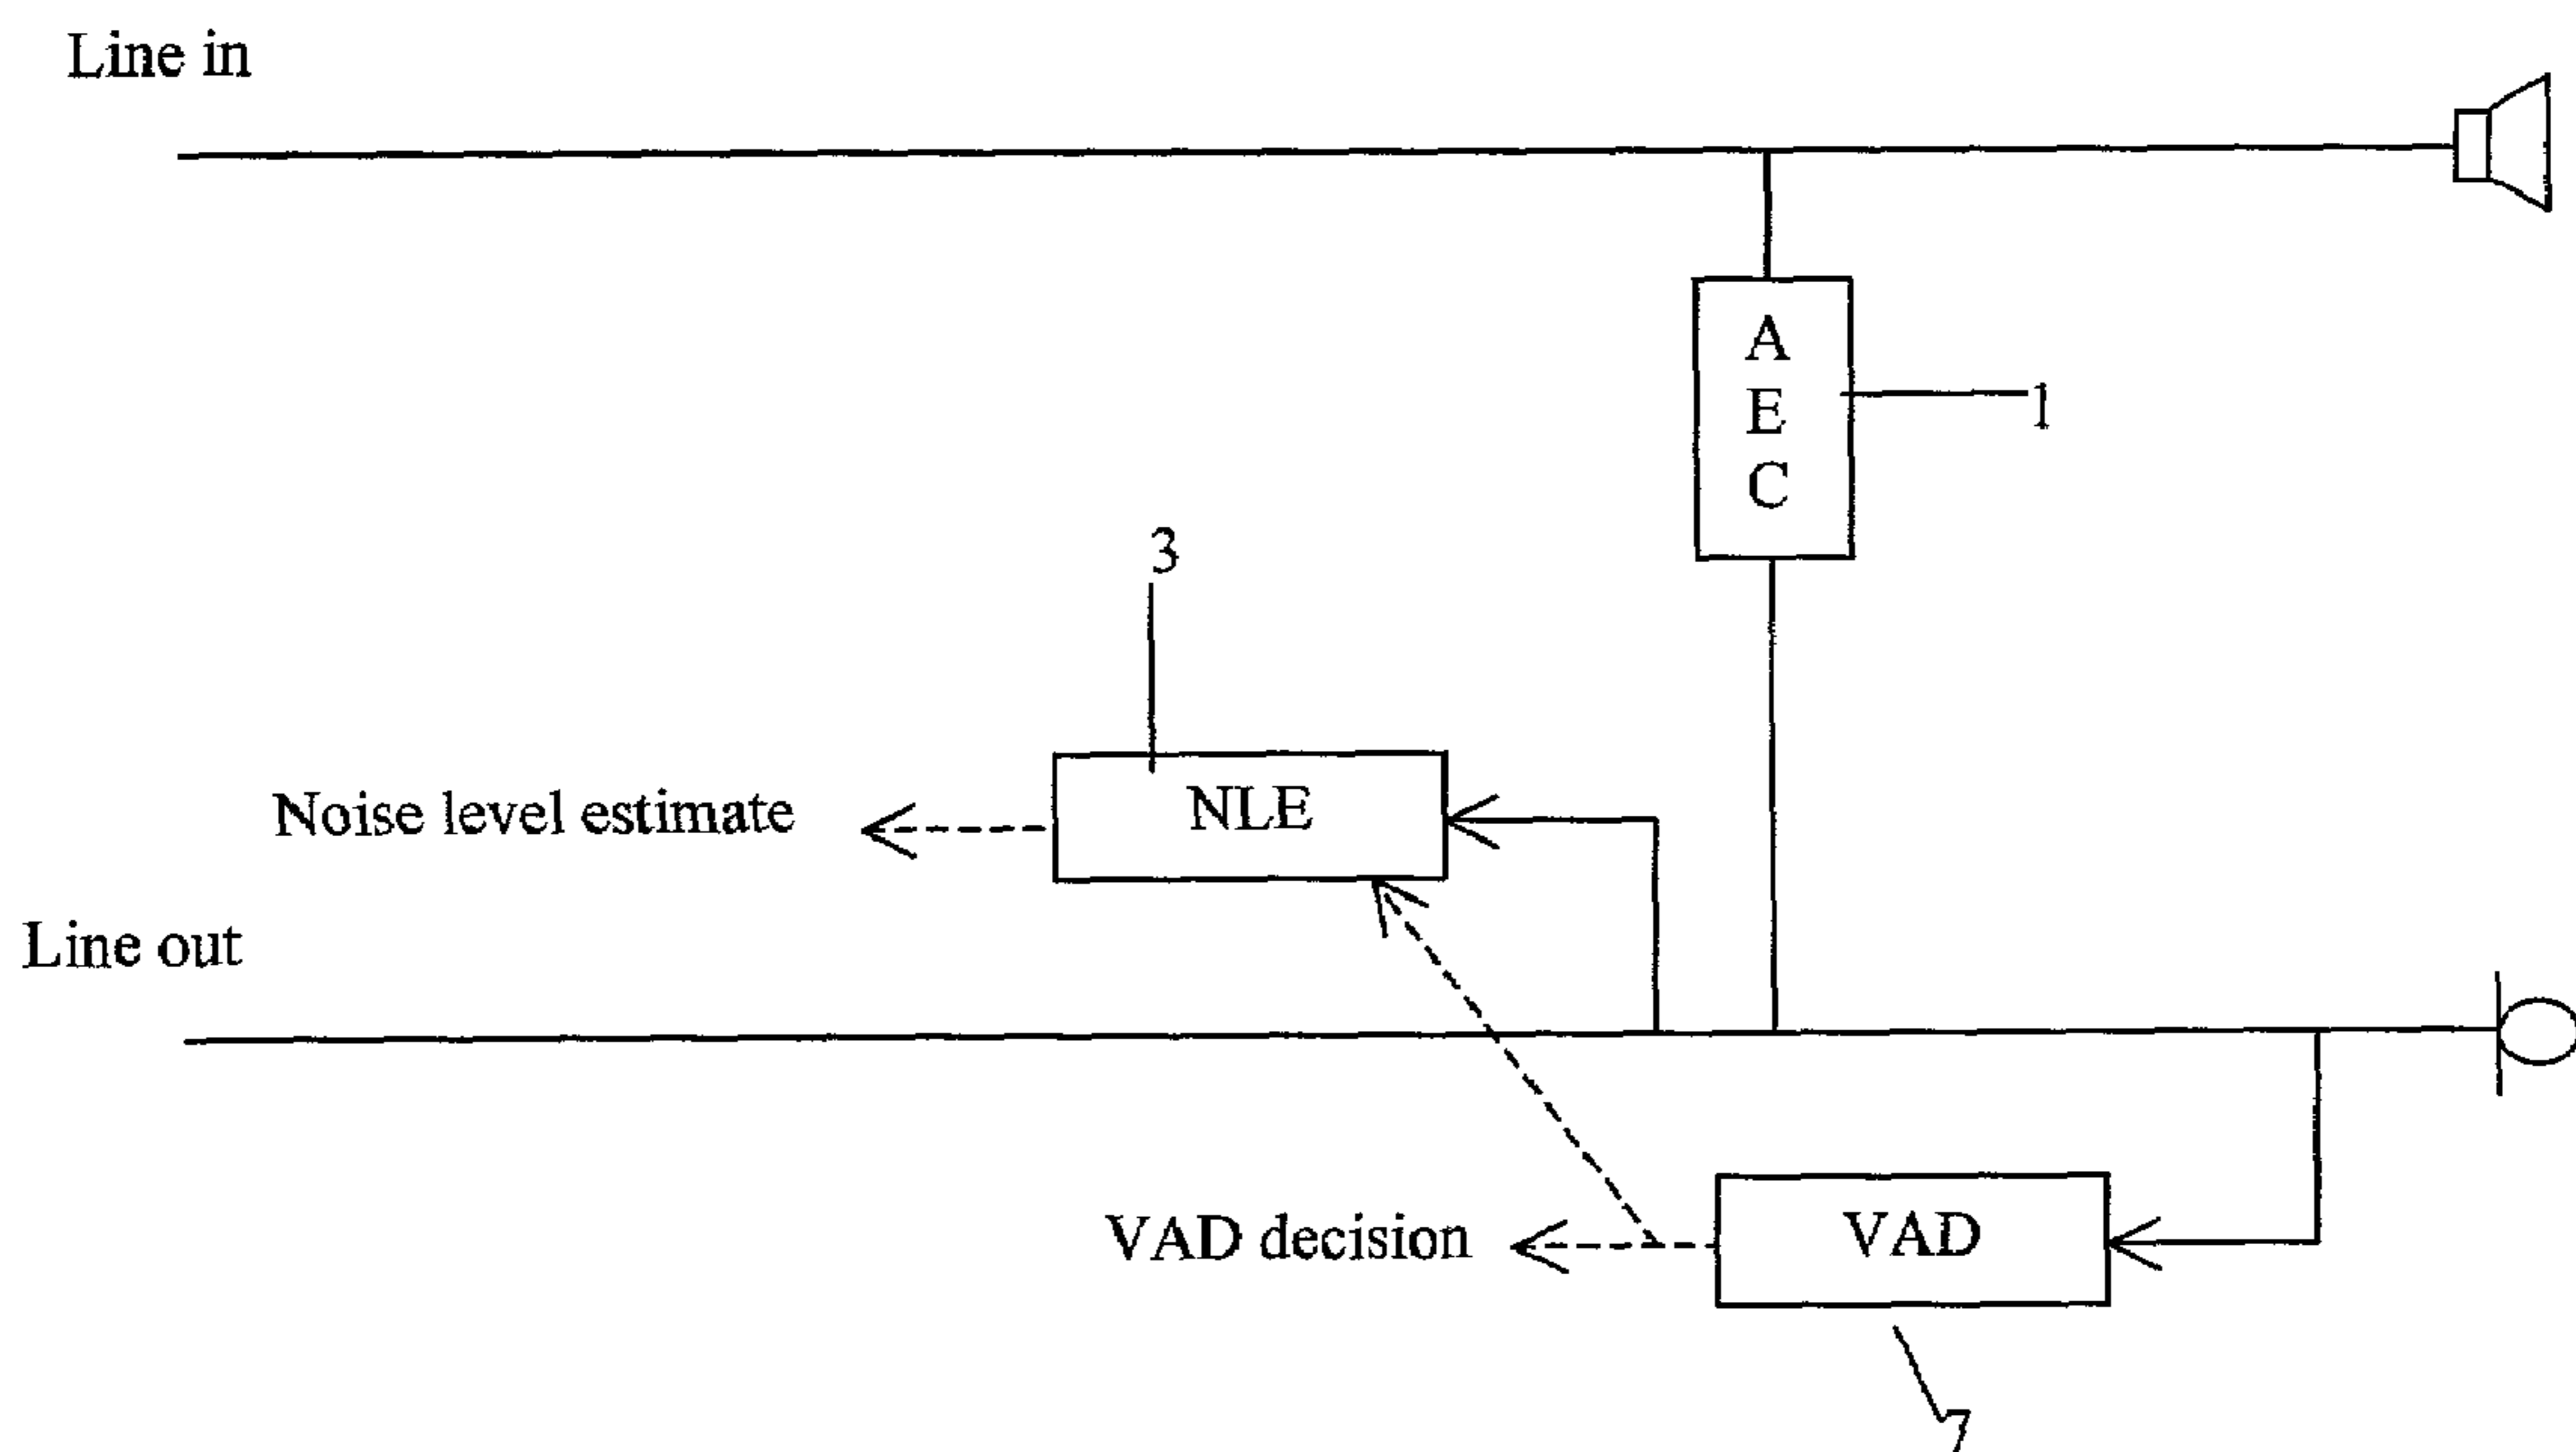 Line in
A
E
C
1
3
NLE
Noise level estimate
Line out
VAD decision
VAD
7